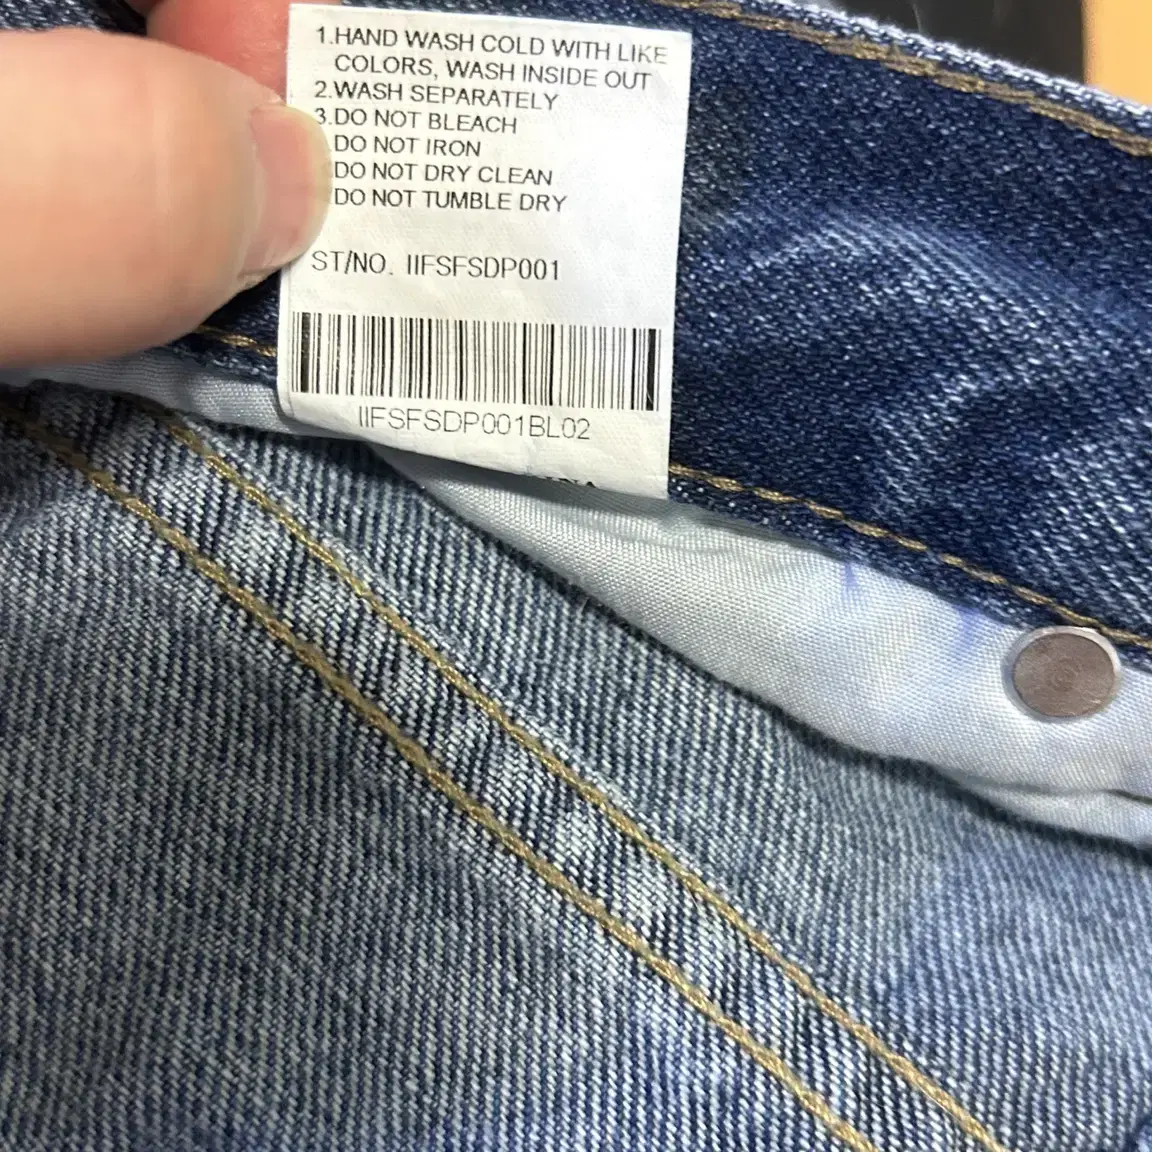 1.HAND WASH COLD WITH LIKE
COLORS, WASH INSIDE OUT
2.WASH SEPARATELY
3.DO NOT BLEACH
DO NOT IRON
DO NOT DRY CLEAN
DO NOT TUMBLE DRY
ST/NO. IIFSFSDP001
IIFSFSDP001BL02